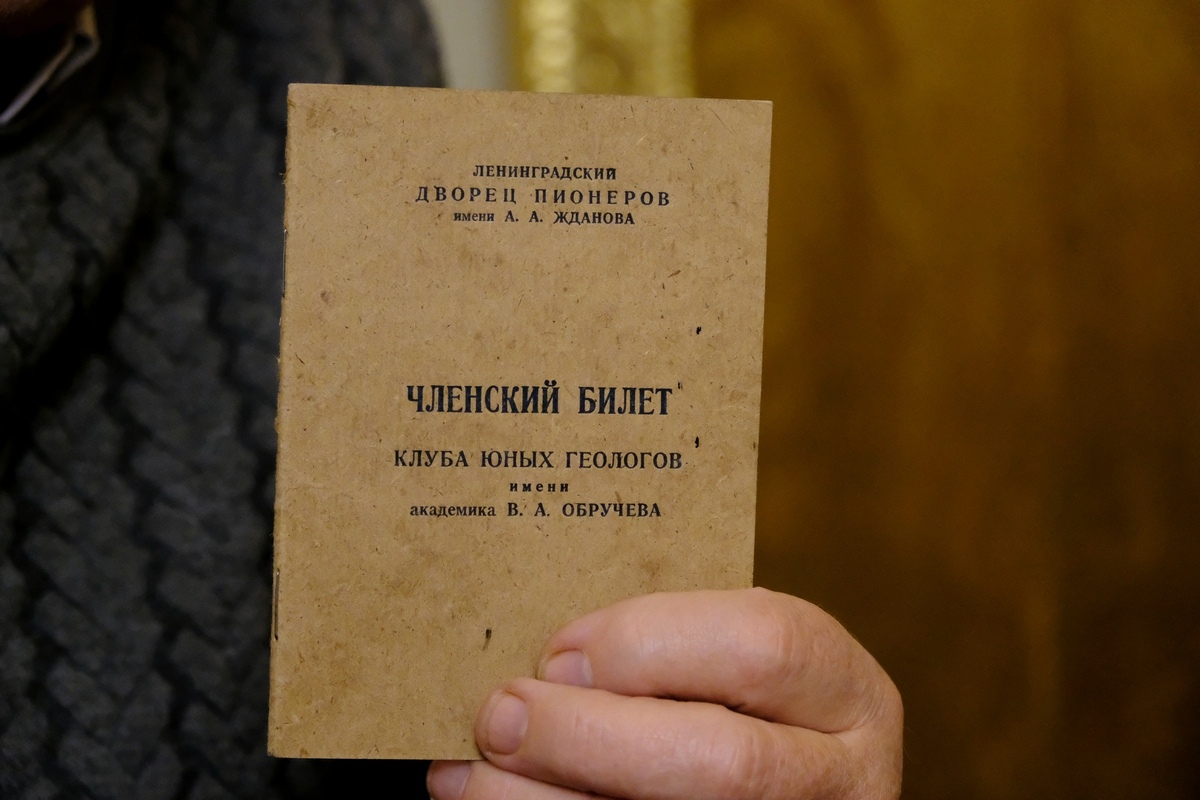 ЛЕНИНГРАДСКИЙ
ДВОРЕЦ ПИОНЕРОВ
имени А. А. ЖДАНОВА
ЧЛЕНСКИЙ БИЛЕТ
КЛУБА ЮНЫХ ГЕОЛОГОВ
имени
академика В. А. ОБРУЧЕВА